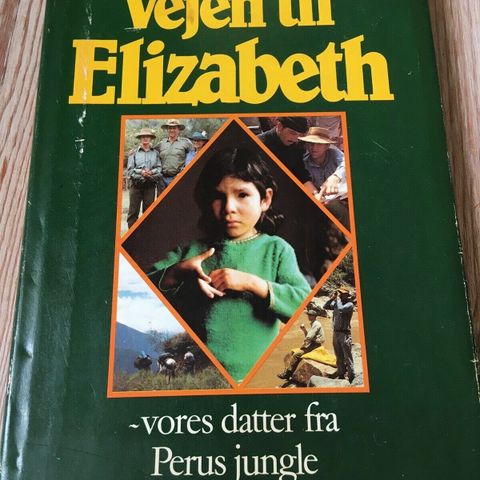 Vejen til
Elizabeth
~vores datter fra
Perus jungle